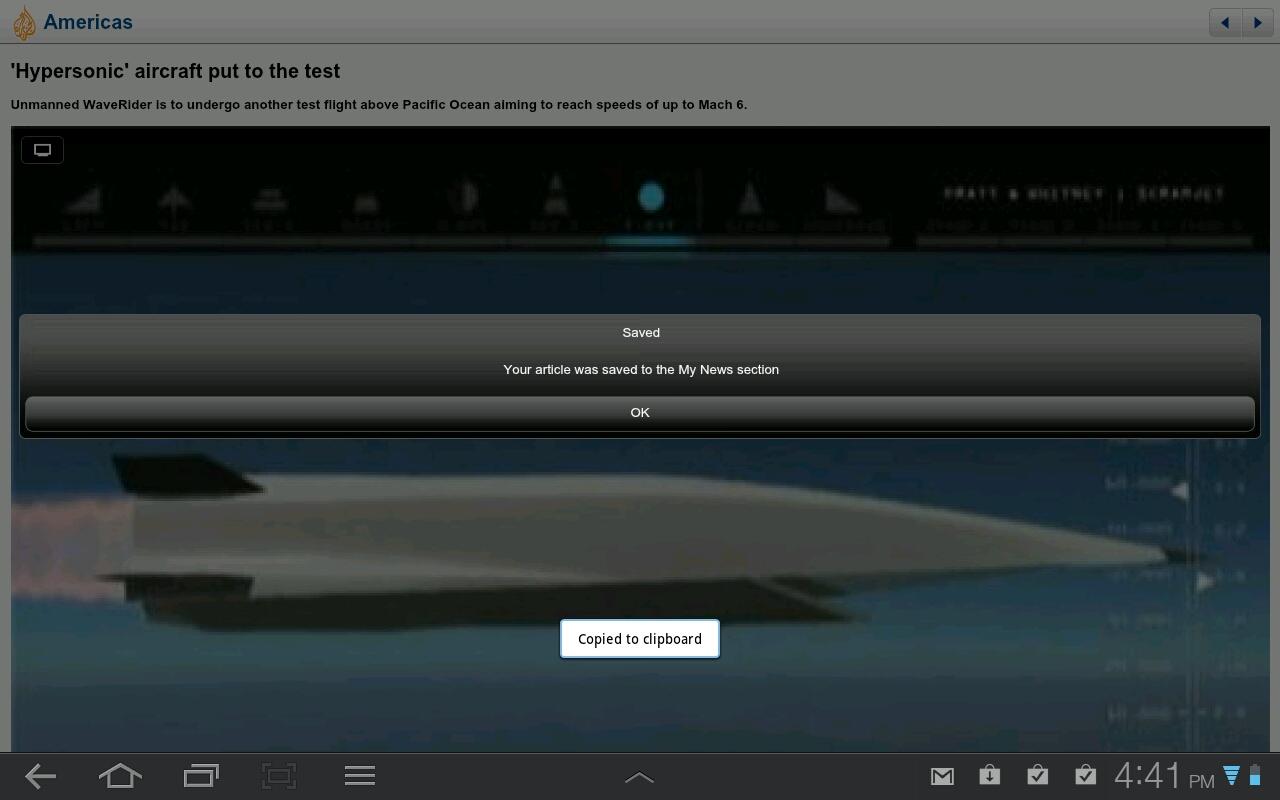 Americas
'Hypersonic' aircraft put to the test
Unmanned WaveRider is to undergo another test flight above Pacific Ocean aiming to reach speeds of up to Mach 6.
PRATT & WHITNEY | SCRAMJET
Saved
Your article was saved to the My News section
OK
Copied to clipboard
4:41 PM